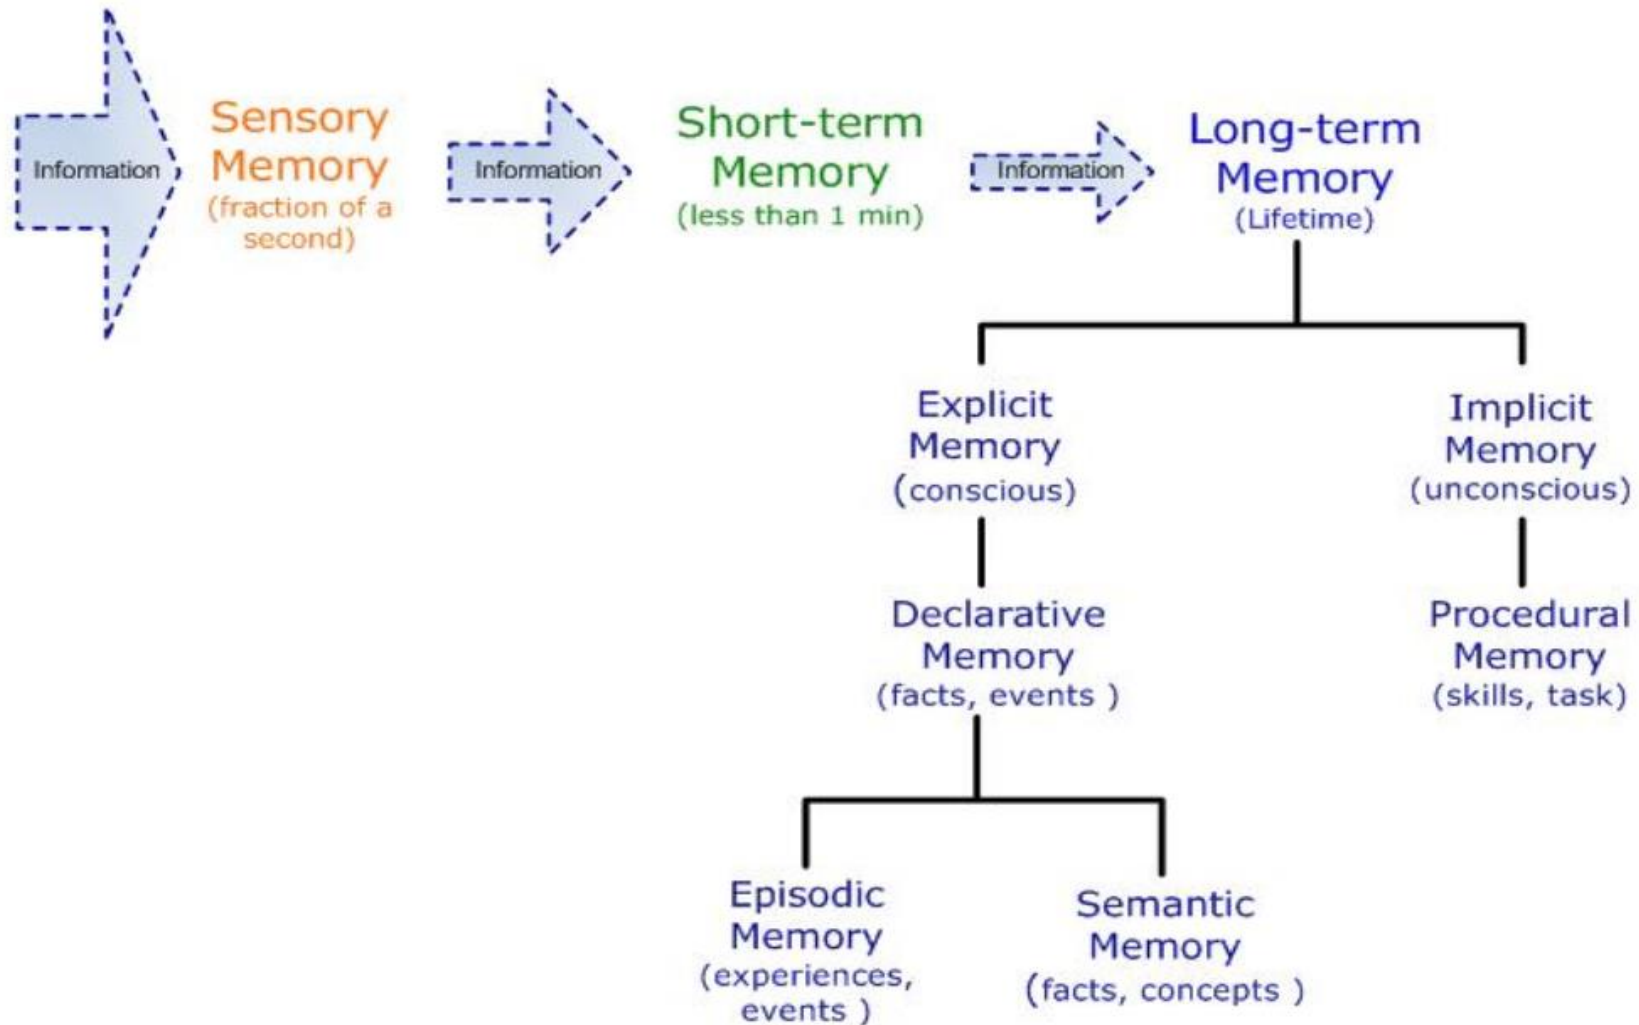 Information
Sensory
Memory
(fraction of a
second)
Information
Short-term
Memory
(less than 1 min)
Information
Long-term
Memory
(Lifetime)
Explicit
Memory
(conscious)
Implicit
Memory
(unconscious)
Declarative
Memory
(facts, events )
Procedural
Memory
(skills, task)
Episodic
Memory
(experiences,
events )
Semantic
Memory
(facts, concepts )